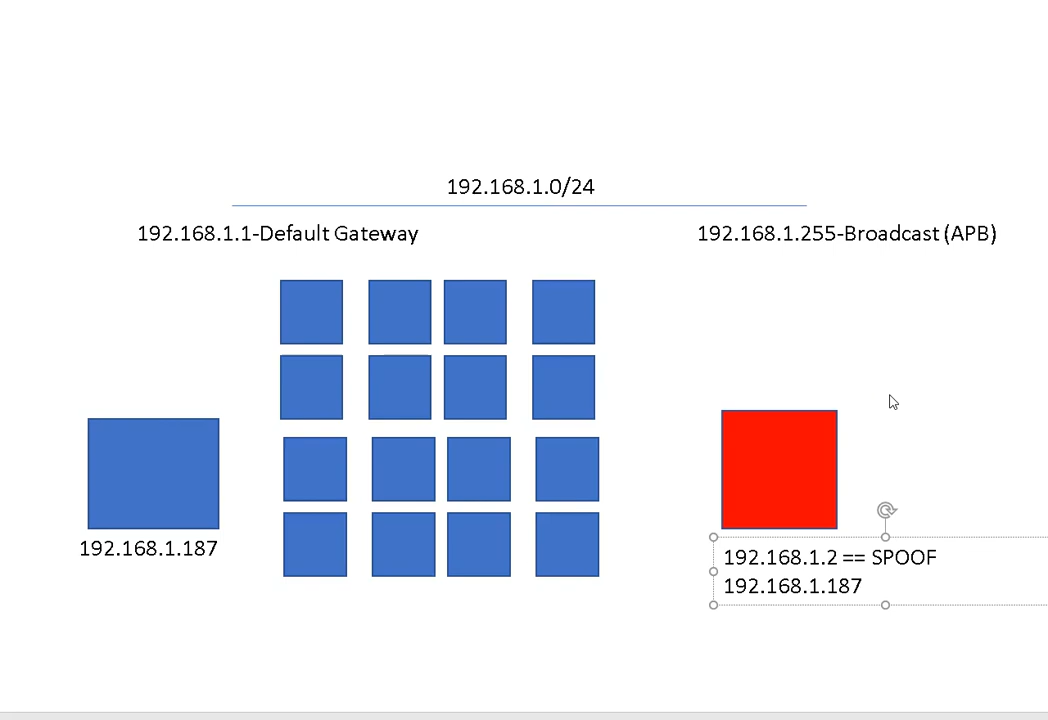 192.168.1.0/24
192.168.1.1-Default Gateway
192.168.1.255-Broadcast (APB)
192.168.1.187
192.168.1.2 == SPOOF
192.168.1.187